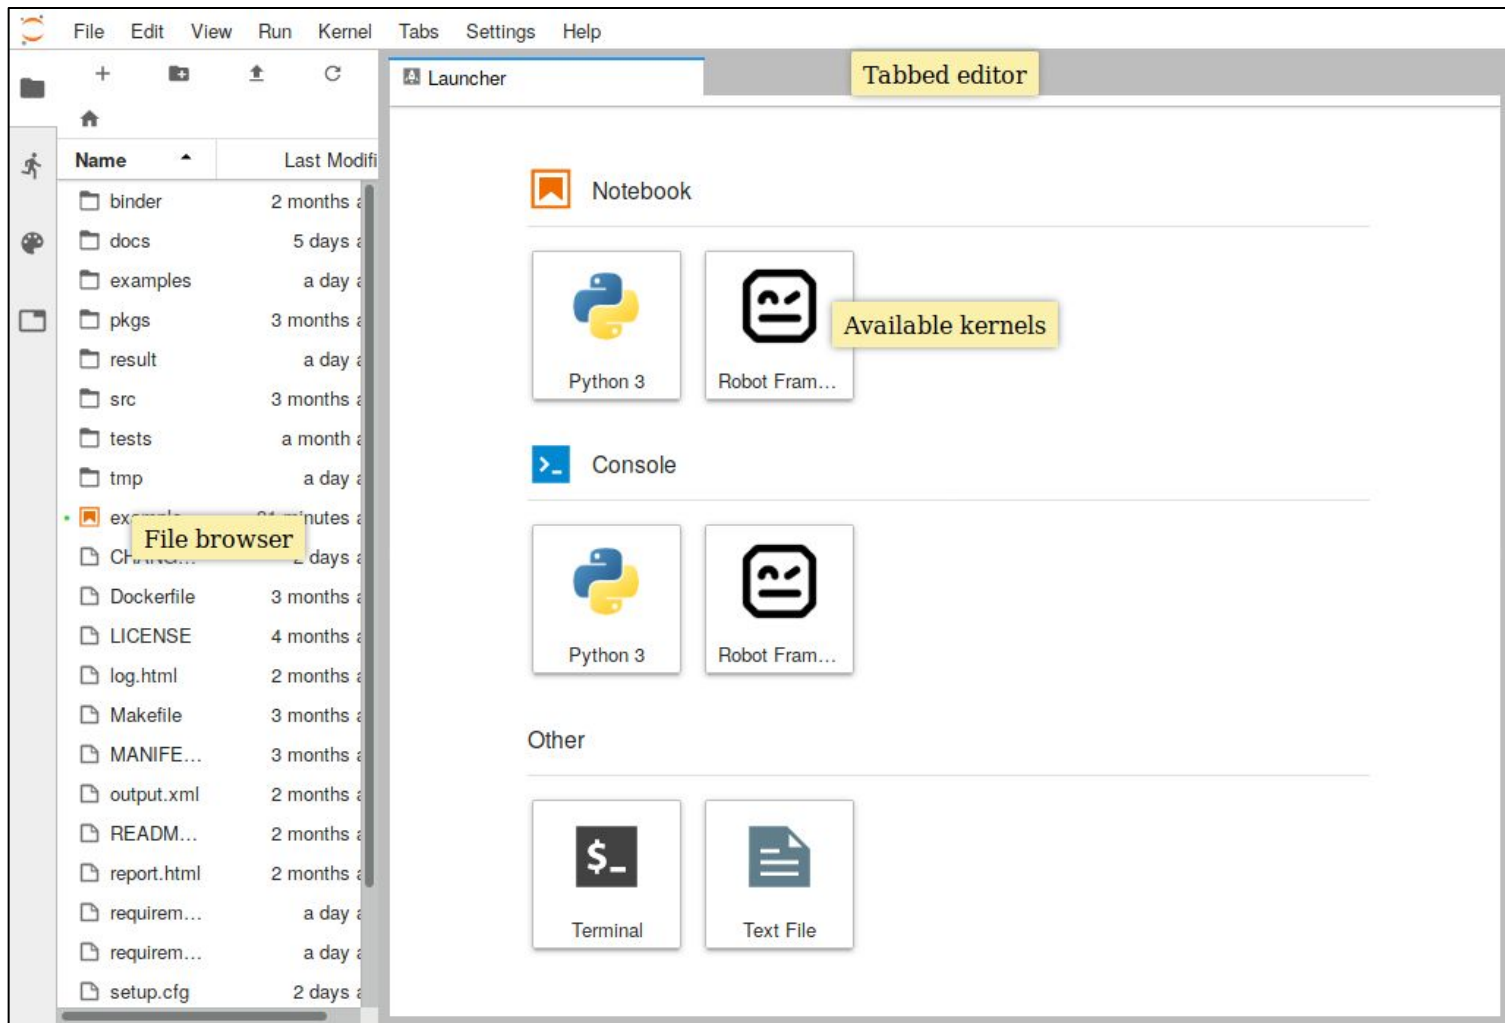 File Edit View Run Kernel Tabs Settings Help
Launcher
Tabbed editor
Name Last Modifi
binder 2 months a
docs 5 days a
examples a day a
pkgs 3 months a
result a day a
src 3 months a
tests a month a
tmp a day a
minutes a
File browser
days a
Dockerfile 3 months a
LICENSE 4 months a
log.html 2 months a
Makefile 3 months a
MANIFE... 3 months a
output.xml 2 months a
READM... 2 months a
report.html 2 months a
requirem... a day a
requirem... a day a
setup.cfg 2 days a
Notebook
Python 3 Robot Fram...
Available kernels
Console
Python 3 Robot Fram...
Other
$_
Terminal Text File